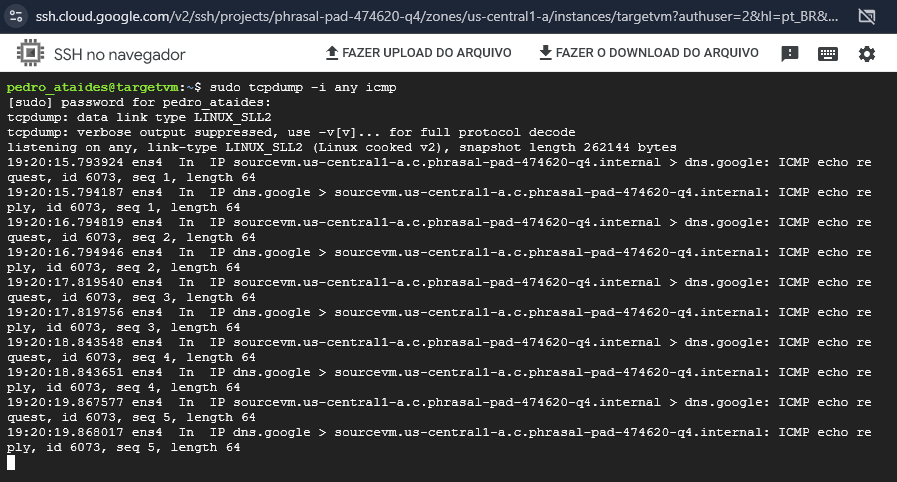 ssh.cloud.google.com/v2/ssh/projects/phrasal-pad-474620-q4/zones/us-central1-a/instances/targetvm?authuser=2&hl=pt_BR&...
SSH no navegador
FAZER UPLOAD DO ARQUIVO
FAZER O DOWNLOAD DO ARQUIVO
pedro_ataides@targetvm:~$ sudo tcpdump -i any icmp
[sudo] password for pedro_ataides:
tcpdump: data link type LINUX_SLL2
tcpdump: verbose output suppressed, use -v[v]... for full protocol decode
listening on any, link-type LINUX_SLL2 (Linux cooked v2), snapshot length 262144 bytes
19:20:15.793924 ens4  In  IP sourcevm.us-central1-a.c.phrasal-pad-474620-q4.internal > dns.google: ICMP echo re
quest, id 6073, seq 1, length 64
19:20:15.794187 ens4  In  IP dns.google > sourcevm.us-central1-a.c.phrasal-pad-474620-q4.internal: ICMP echo re
ply, id 6073, seq 1, length 64
19:20:16.794819 ens4  In  IP sourcevm.us-central1-a.c.phrasal-pad-474620-q4.internal > dns.google: ICMP echo re
quest, id 6073, seq 2, length 64
19:20:16.794946 ens4  In  IP dns.google > sourcevm.us-central1-a.c.phrasal-pad-474620-q4.internal: ICMP echo re
ply, id 6073, seq 2, length 64
19:20:17.819540 ens4  In  IP sourcevm.us-central1-a.c.phrasal-pad-474620-q4.internal > dns.google: ICMP echo re
quest, id 6073, seq 3, length 64
19:20:17.819756 ens4  In  IP dns.google > sourcevm.us-central1-a.c.phrasal-pad-474620-q4.internal: ICMP echo re
ply, id 6073, seq 3, length 64
19:20:18.843548 ens4  In  IP sourcevm.us-central1-a.c.phrasal-pad-474620-q4.internal > dns.google: ICMP echo re
quest, id 6073, seq 4, length 64
19:20:18.843651 ens4  In  IP dns.google > sourcevm.us-central1-a.c.phrasal-pad-474620-q4.internal: ICMP echo re
ply, id 6073, seq 4, length 64
19:20:19.867577 ens4  In  IP sourcevm.us-central1-a.c.phrasal-pad-474620-q4.internal > dns.google: ICMP echo re
quest, id 6073, seq 5, length 64
19:20:19.868017 ens4  In  IP dns.google > sourcevm.us-central1-a.c.phrasal-pad-474620-q4.internal: ICMP echo re
ply, id 6073, seq 5, length 64